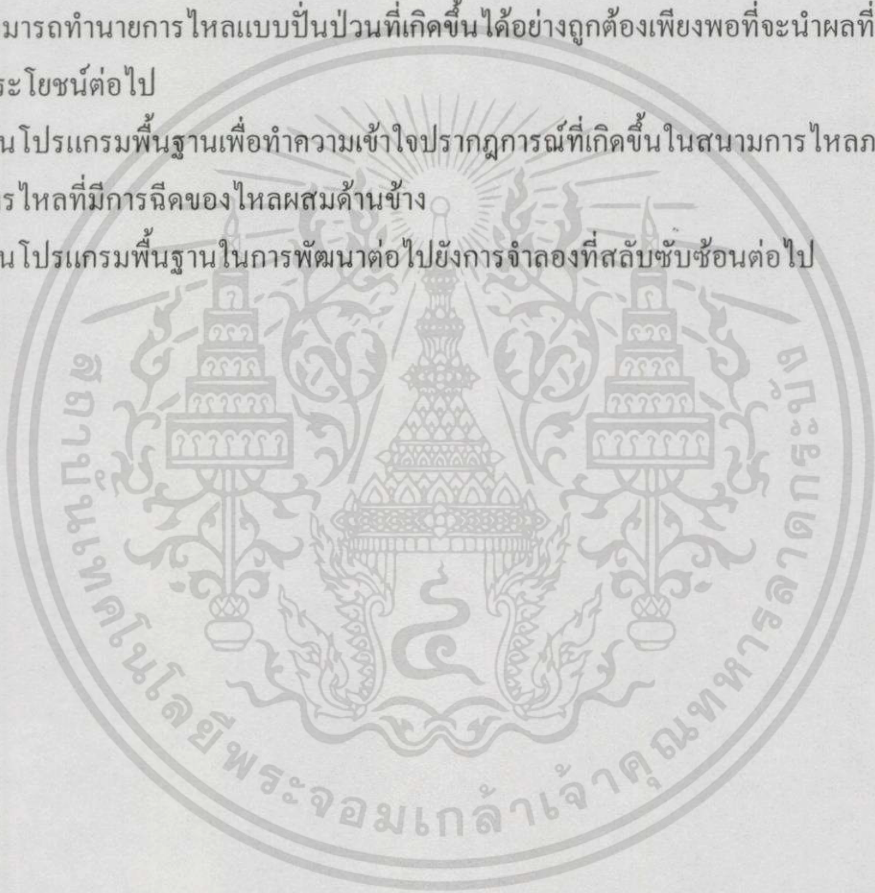 มารถทำนายการไหลแบบปั่นป่วนที่เกิดขึ้นได้อย่างถูกต้องเพียงพอที่จะนำผลที่
ระโยชน์ต่อไป
นโปรแกรมพื้นฐานเพื่อทำความเข้าใจปรากฎการณ์ที่เกิดขึ้นในสนามการไหลภ
รไหลที่มีการฉีดของไหลผสมด้านข้าง
นโปรแกรมพื้นฐานในการพัฒนาต่อไปยังการจำลองที่สลับซับซ้อนต่อไป
สถาบันเทคโนโลยีพระจอมเกล้าเจ้าคุณทหารลาดกระบัง